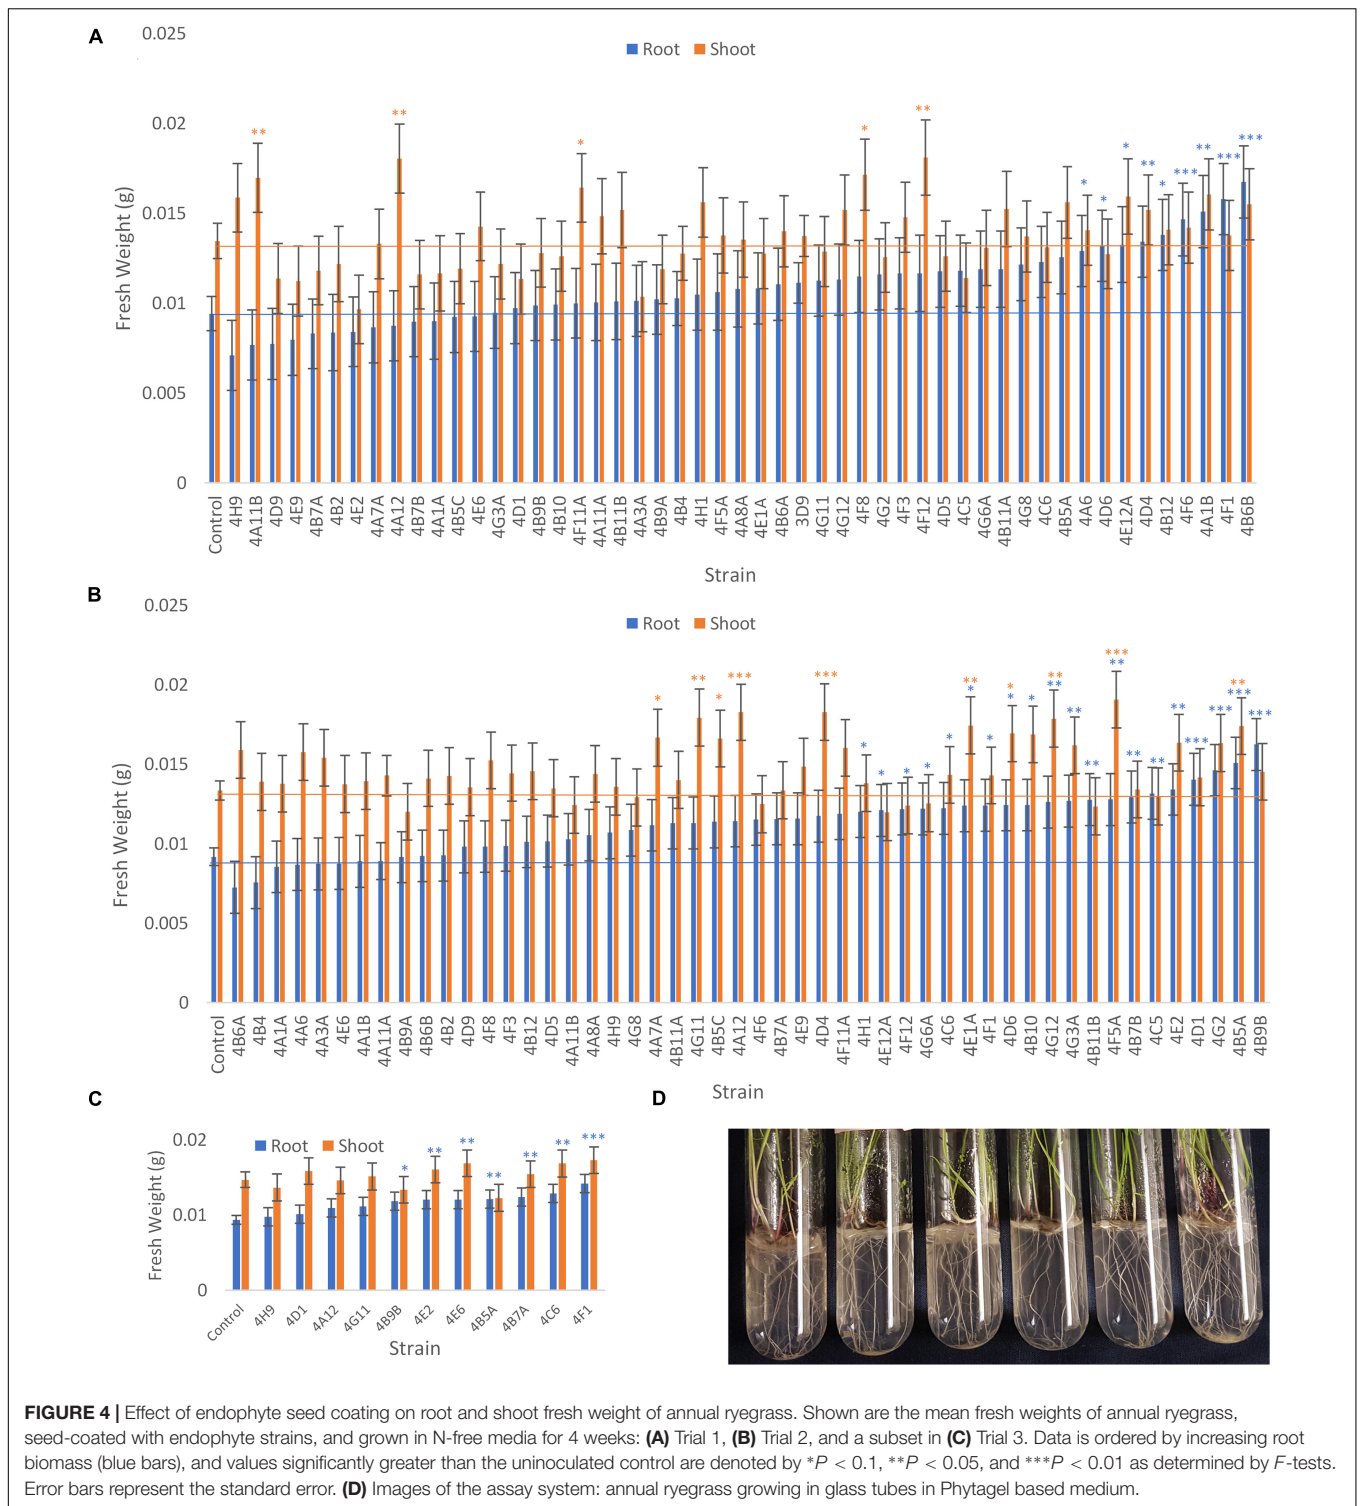 A
0.025
Root Shoot
0.02
0.015
0.01
0.005
0
Fresh Weight (g)
** ** * * ** * * * ** * *** ** *** ***
Control 4H9 4A11B 4D9 4E9 4B7A 4B2 4E2 4A7A 4A12 4B7B 4A1A 4B5C 4E6 4G3A 4D1 4B9B 4B10 4F11A 4A11A 4B11B 4A3A 4B9A 4B4 4H1 4F5A 4A8A 4E1A 4B6A 3D9 4G11 4G12 4F8 4G2 4F3 4F12 4D5 4C5 4G6A 4B11A 4G8 4C6 4B5A 4A6 4D6 4E12A 4D4 4B12 4F6 4A1B 4F1 4B6B
Strain
B
0.025
Root Shoot
0.02
0.015
0.01
0.005
0
Fresh Weight (g)
* ** * *** *** * * * * * ** * * * * * ** ** ** ** *** ** ** ** ** *** *** ** *** ***
Control 4B6A 4B4 4A1A 4A6 4A3A 4E6 4A1B 4A11A 4B9A 4B6B 4B2 4D9 4F8 4F3 4B12 4D5 4A11B 4A8A 4H9 4G8 4A7A 4B11A 4G11 4B5C 4A12 4F6 4B7A 4E9 4D4 4F11A 4H1 4E12A 4F12 4G6A 4C6 4E1A 4F1 4D6 4B10 4G12 4G3A 4B11B 4F5A 4B7B 4C5 4E2 4D1 4G2 4B5A 4B9B
Strain
C
0.02
Root Shoot
0.01
0
Fresh Weight (g)
* ** ** ** ** ** ***
Control 4H9 4D1 4A12 4G11 4B9B 4E2 4E6 4B5A 4B7A 4C6 4F1
Strain
D
FIGURE 4 | Effect of endophyte seed coating on root and shoot fresh weight of annual ryegrass. Shown are the mean fresh weights of annual ryegrass,
seed-coated with endophyte strains, and grown in N-free media for 4 weeks: (A) Trial 1, (B) Trial 2, and a subset in (C) Trial 3. Data is ordered by increasing root
biomass (blue bars), and values significantly greater than the uninoculated control are denoted by *P < 0.1, **P < 0.05, and ***P < 0.01 as determined by F-tests.
Error bars represent the standard error. (D) Images of the assay system: annual ryegrass growing in glass tubes in Phytagel based medium.